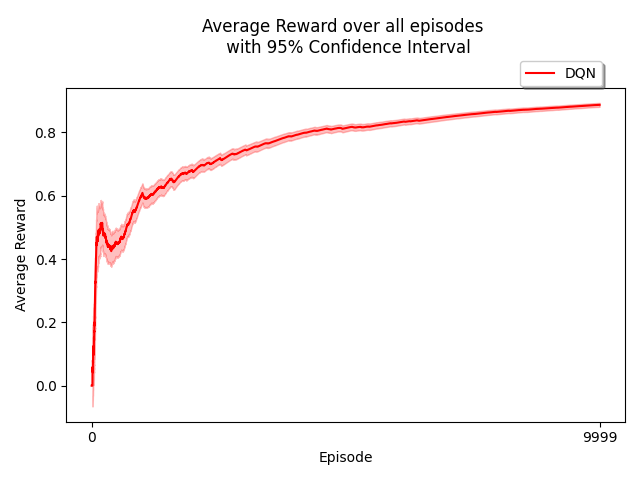 Average Reward over all episodes
with 95% Confidence Interval
DQN
0.8
0.6
0.4
0.2
0.0
Average Reward
0
9999
Episode